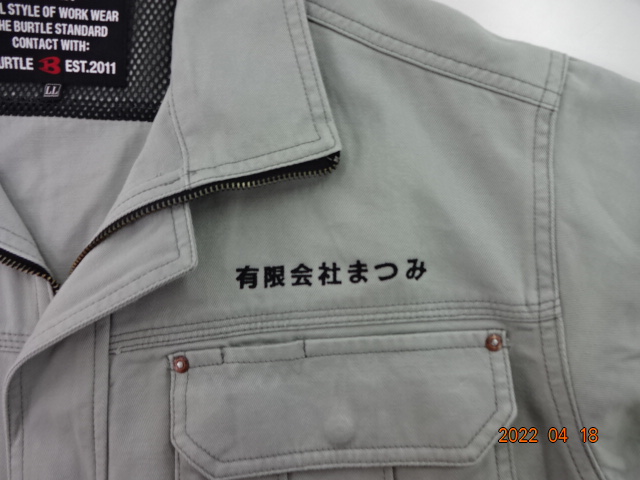 L STYLE OF WORK WEAR
HE BURTLE STANDARD
CONTACT WITH:
URTLE B EST.2011
LL
有限会社まつみ
2022 04 18